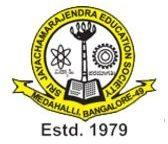 SRI JAYACHAMARAJENDRA EDUCATION SOCIETY
MEDAHALLI, BANGALORE-49
Estd. 1979